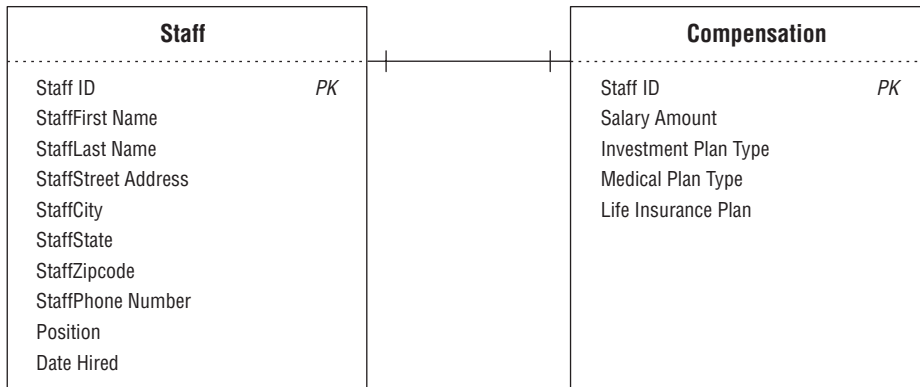 Staff
Staff ID PK
StaffFirst Name
StaffLast Name
StaffStreet Address
StaffCity
StaffState
StaffZipcode
StaffPhone Number
Position
Date Hired
Compensation
Staff ID PK
Salary Amount
Investment Plan Type
Medical Plan Type
Life Insurance Plan